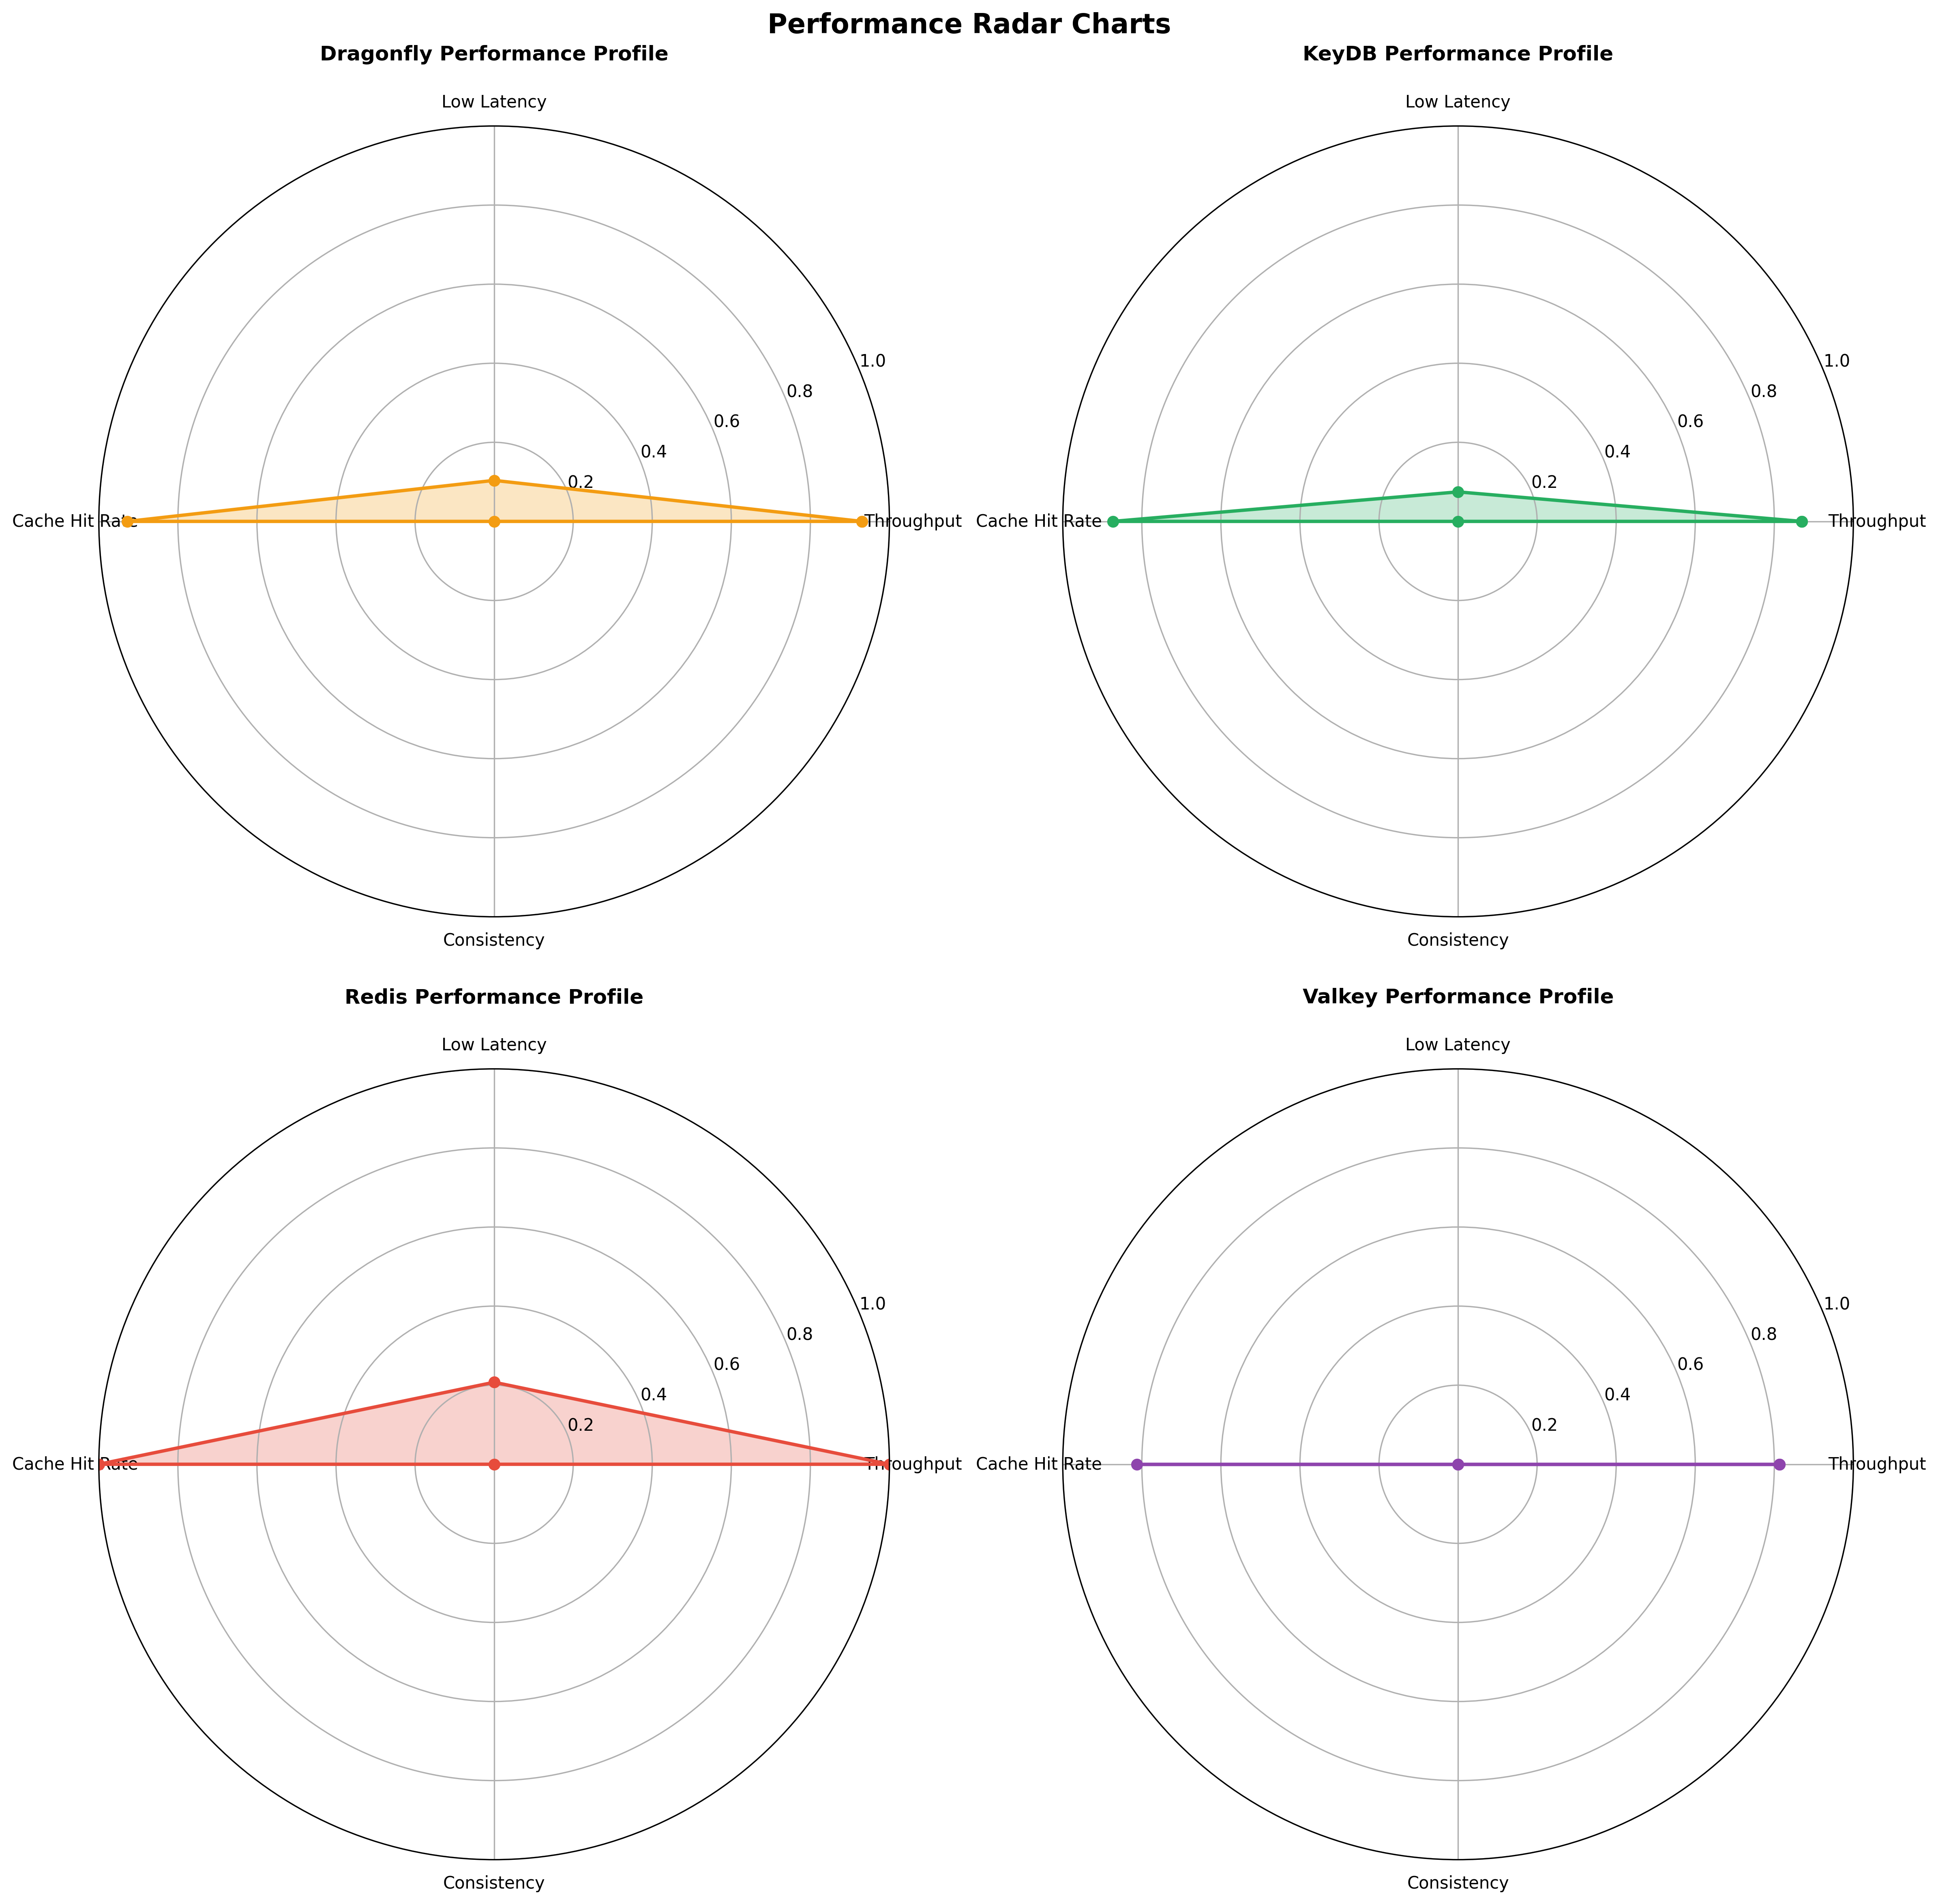 Performance Radar Charts
Dragonfly Performance Profile
Low Latency
1.0
0.8
0.6
0.4
0.2
Cache Hit Rate
Throughput
Consistency
KeyDB Performance Profile
Low Latency
1.0
0.8
0.6
0.4
0.2
Cache Hit Rate
Throughput
Consistency
Redis Performance Profile
Low Latency
1.0
0.8
0.6
0.4
0.2
Cache Hit Rate
Throughput
Consistency
Valkey Performance Profile
Low Latency
1.0
0.8
0.6
0.4
0.2
Cache Hit Rate
Throughput
Consistency